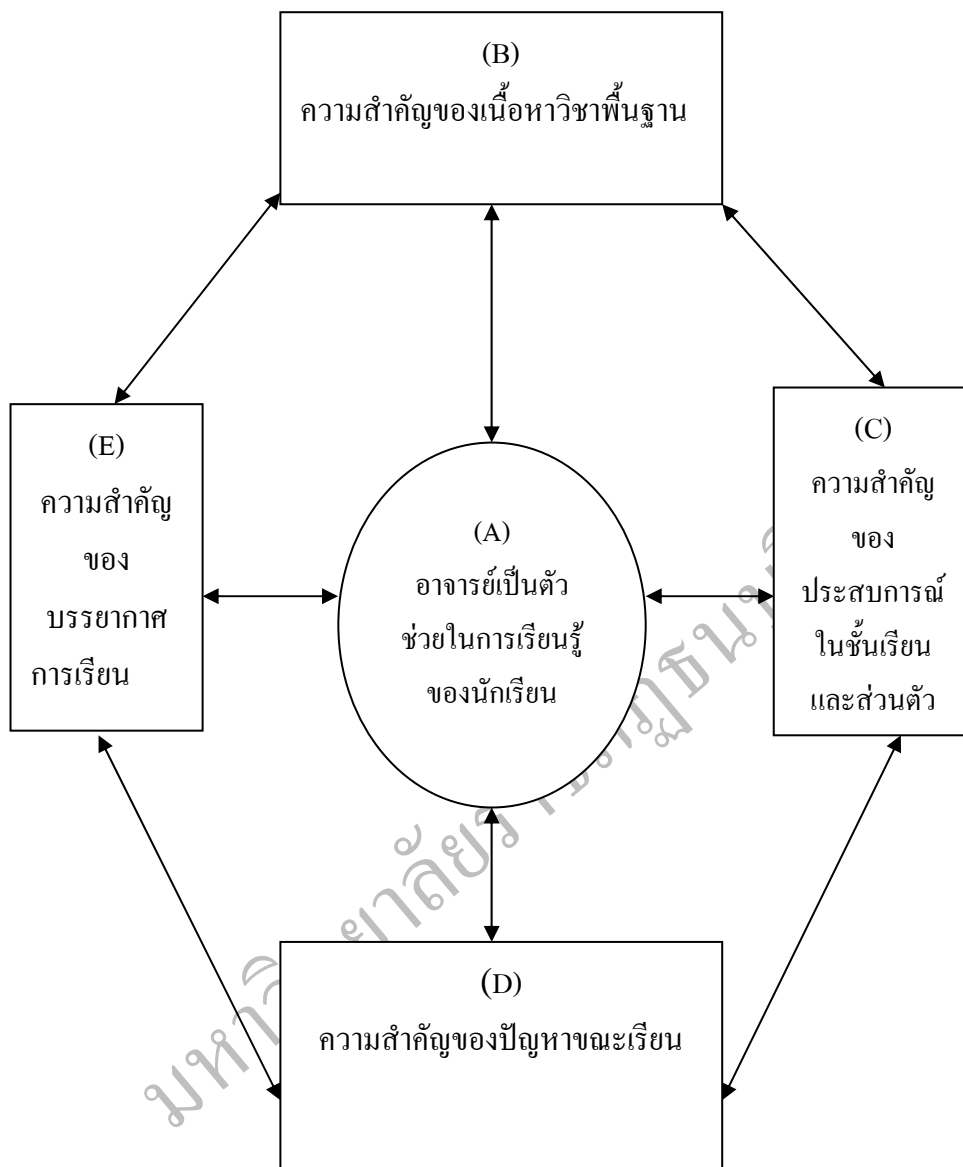 (B)
ความสำคัญของเนื้อหาวิชาพื้นฐาน
(E)
ความสำคัญ
ของ
บรรยากาศ
การเรียน
(A)
อาจารย์เป็นตัว
ช่วยในการเรียนรู้
ของนักเรียน
(C)
ความสำคัญ
ของ
ประสบการณ์
ในชั้นเรียน
และส่วนตัว
(D)
ความสำคัญของปัญหาขณะเรียน